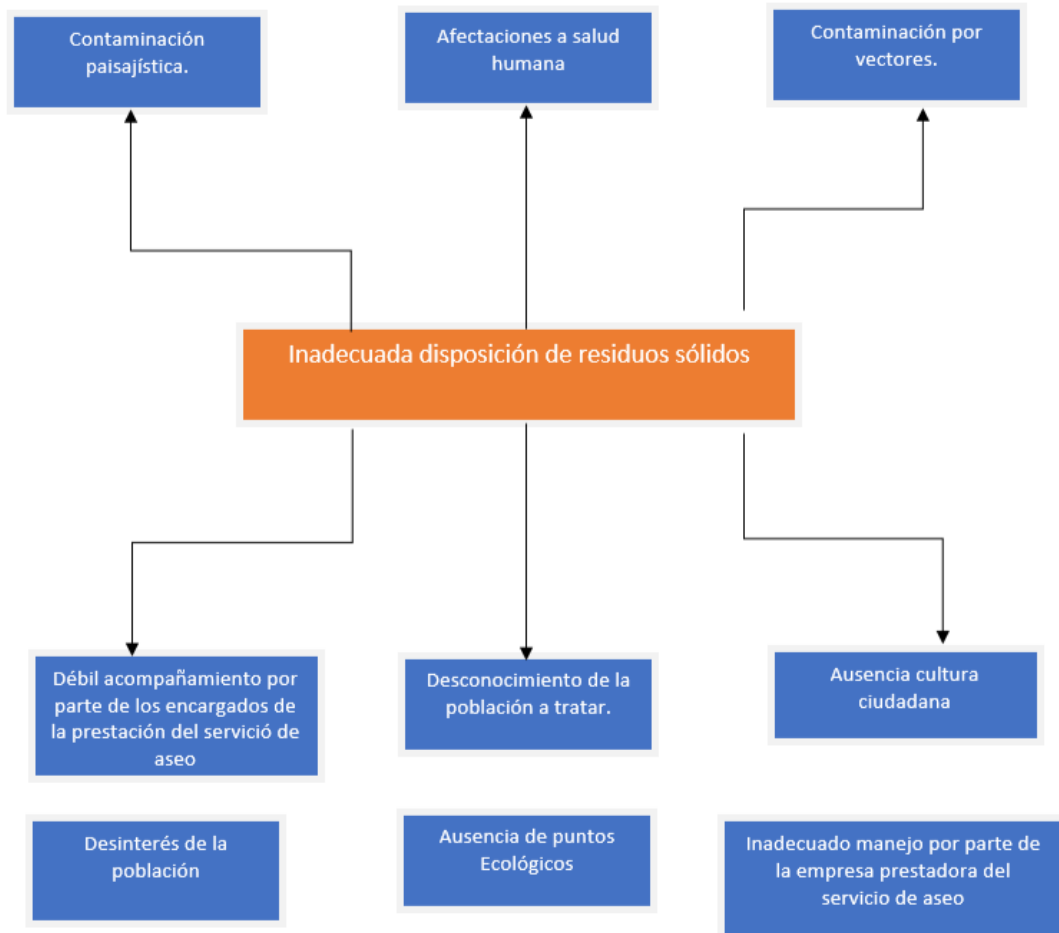 Contaminación
paisajística.
Afectaciones a salud
humana
Contaminación por
vectores.
Inadecuada disposición de residuos sólidos
Débil acompañamiento por
parte de los encargados de
la prestación del servició de
aseo
Desconocimiento de la
población a tratar.
Ausencia cultura
ciudadana
Desinterés de la
población
Ausencia de puntos
Ecológicos
Inadecuado manejo por parte de
la empresa prestadora del
servicio de aseo